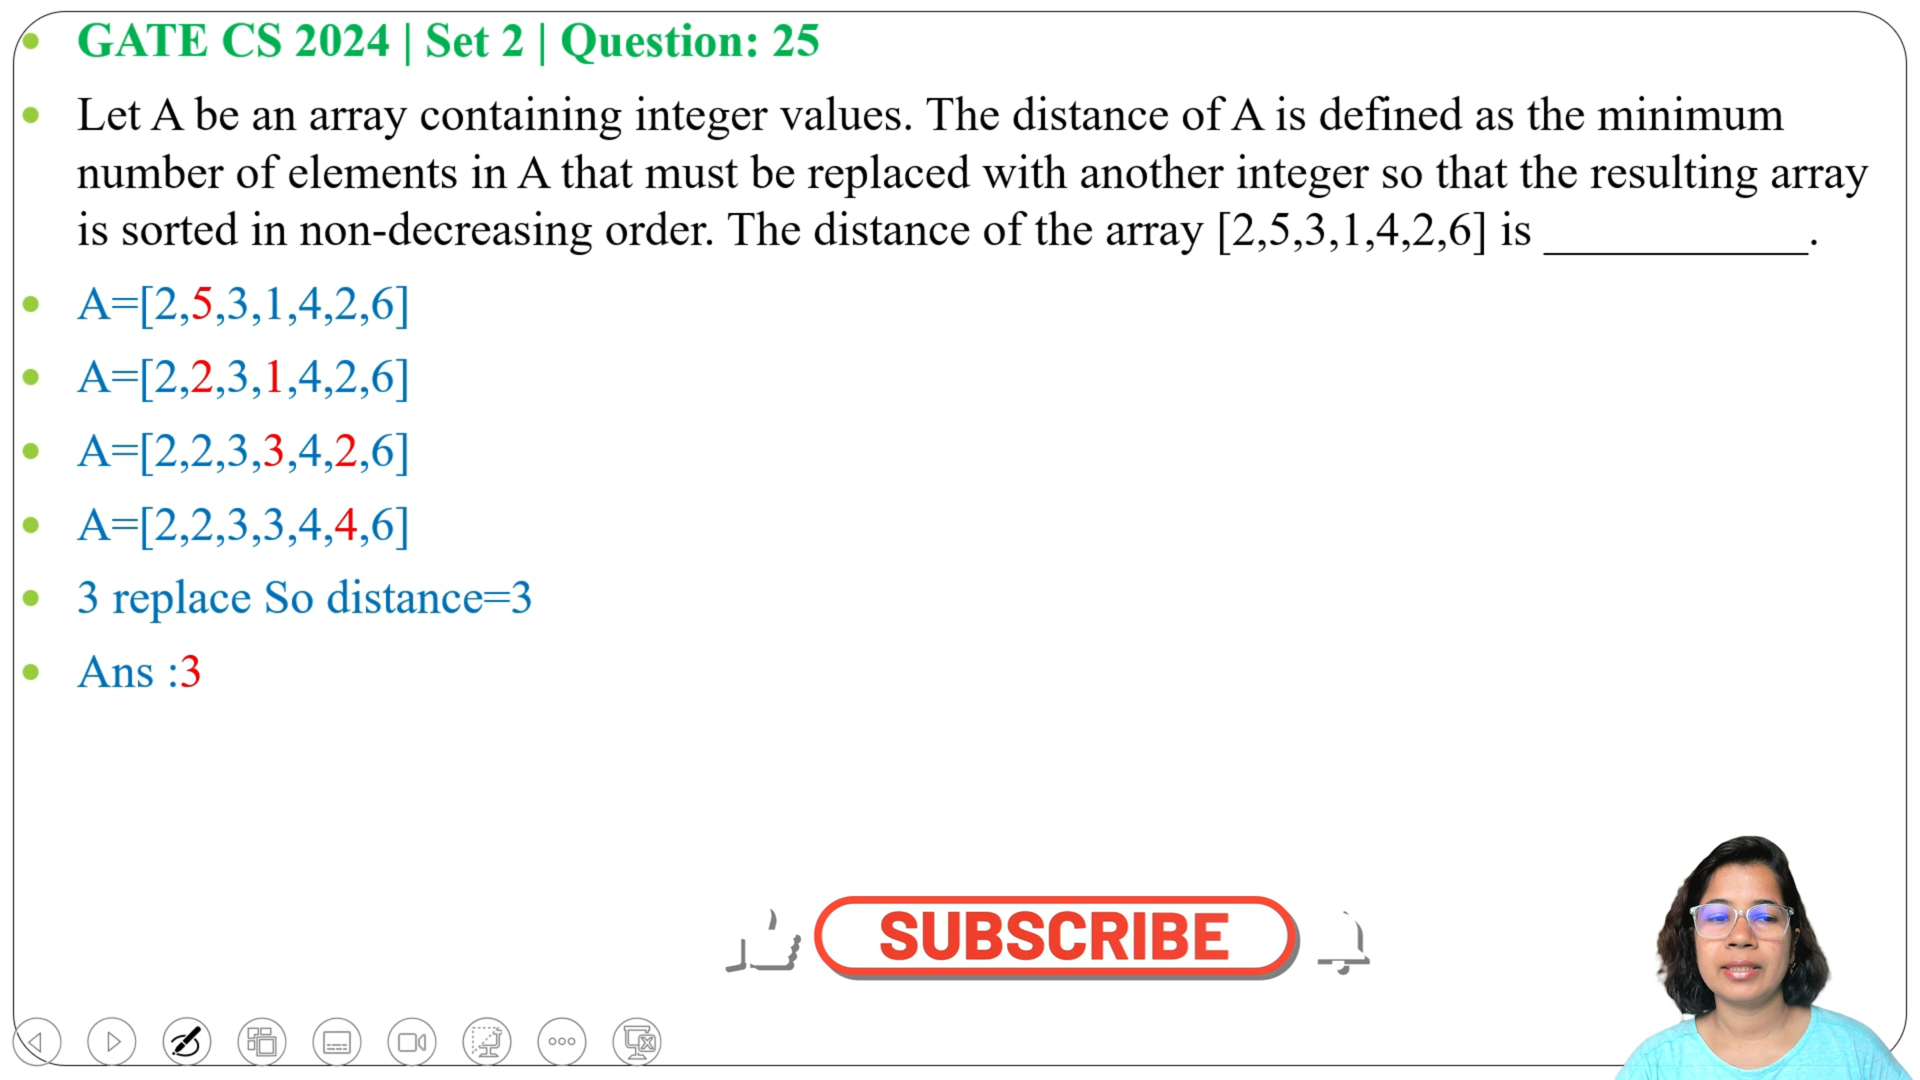 GATE CS 2024 | Set 2 | Question: 25
Let A be an array containing integer values. The distance of A is defined as the minimum
number of elements in A that must be replaced with another integer so that the resulting array
is sorted in non-decreasing order. The distance of the array [2,5,3,1,4,2,6] is ____________.
A=[2,5,3,1,4,2,6]
A=[2,2,3,1,4,2,6]
A=[2,2,3,3,4,2,6]
A=[2,2,3,3,4,4,6]
3 replace So distance=3
Ans :3
SUBSCRIBE